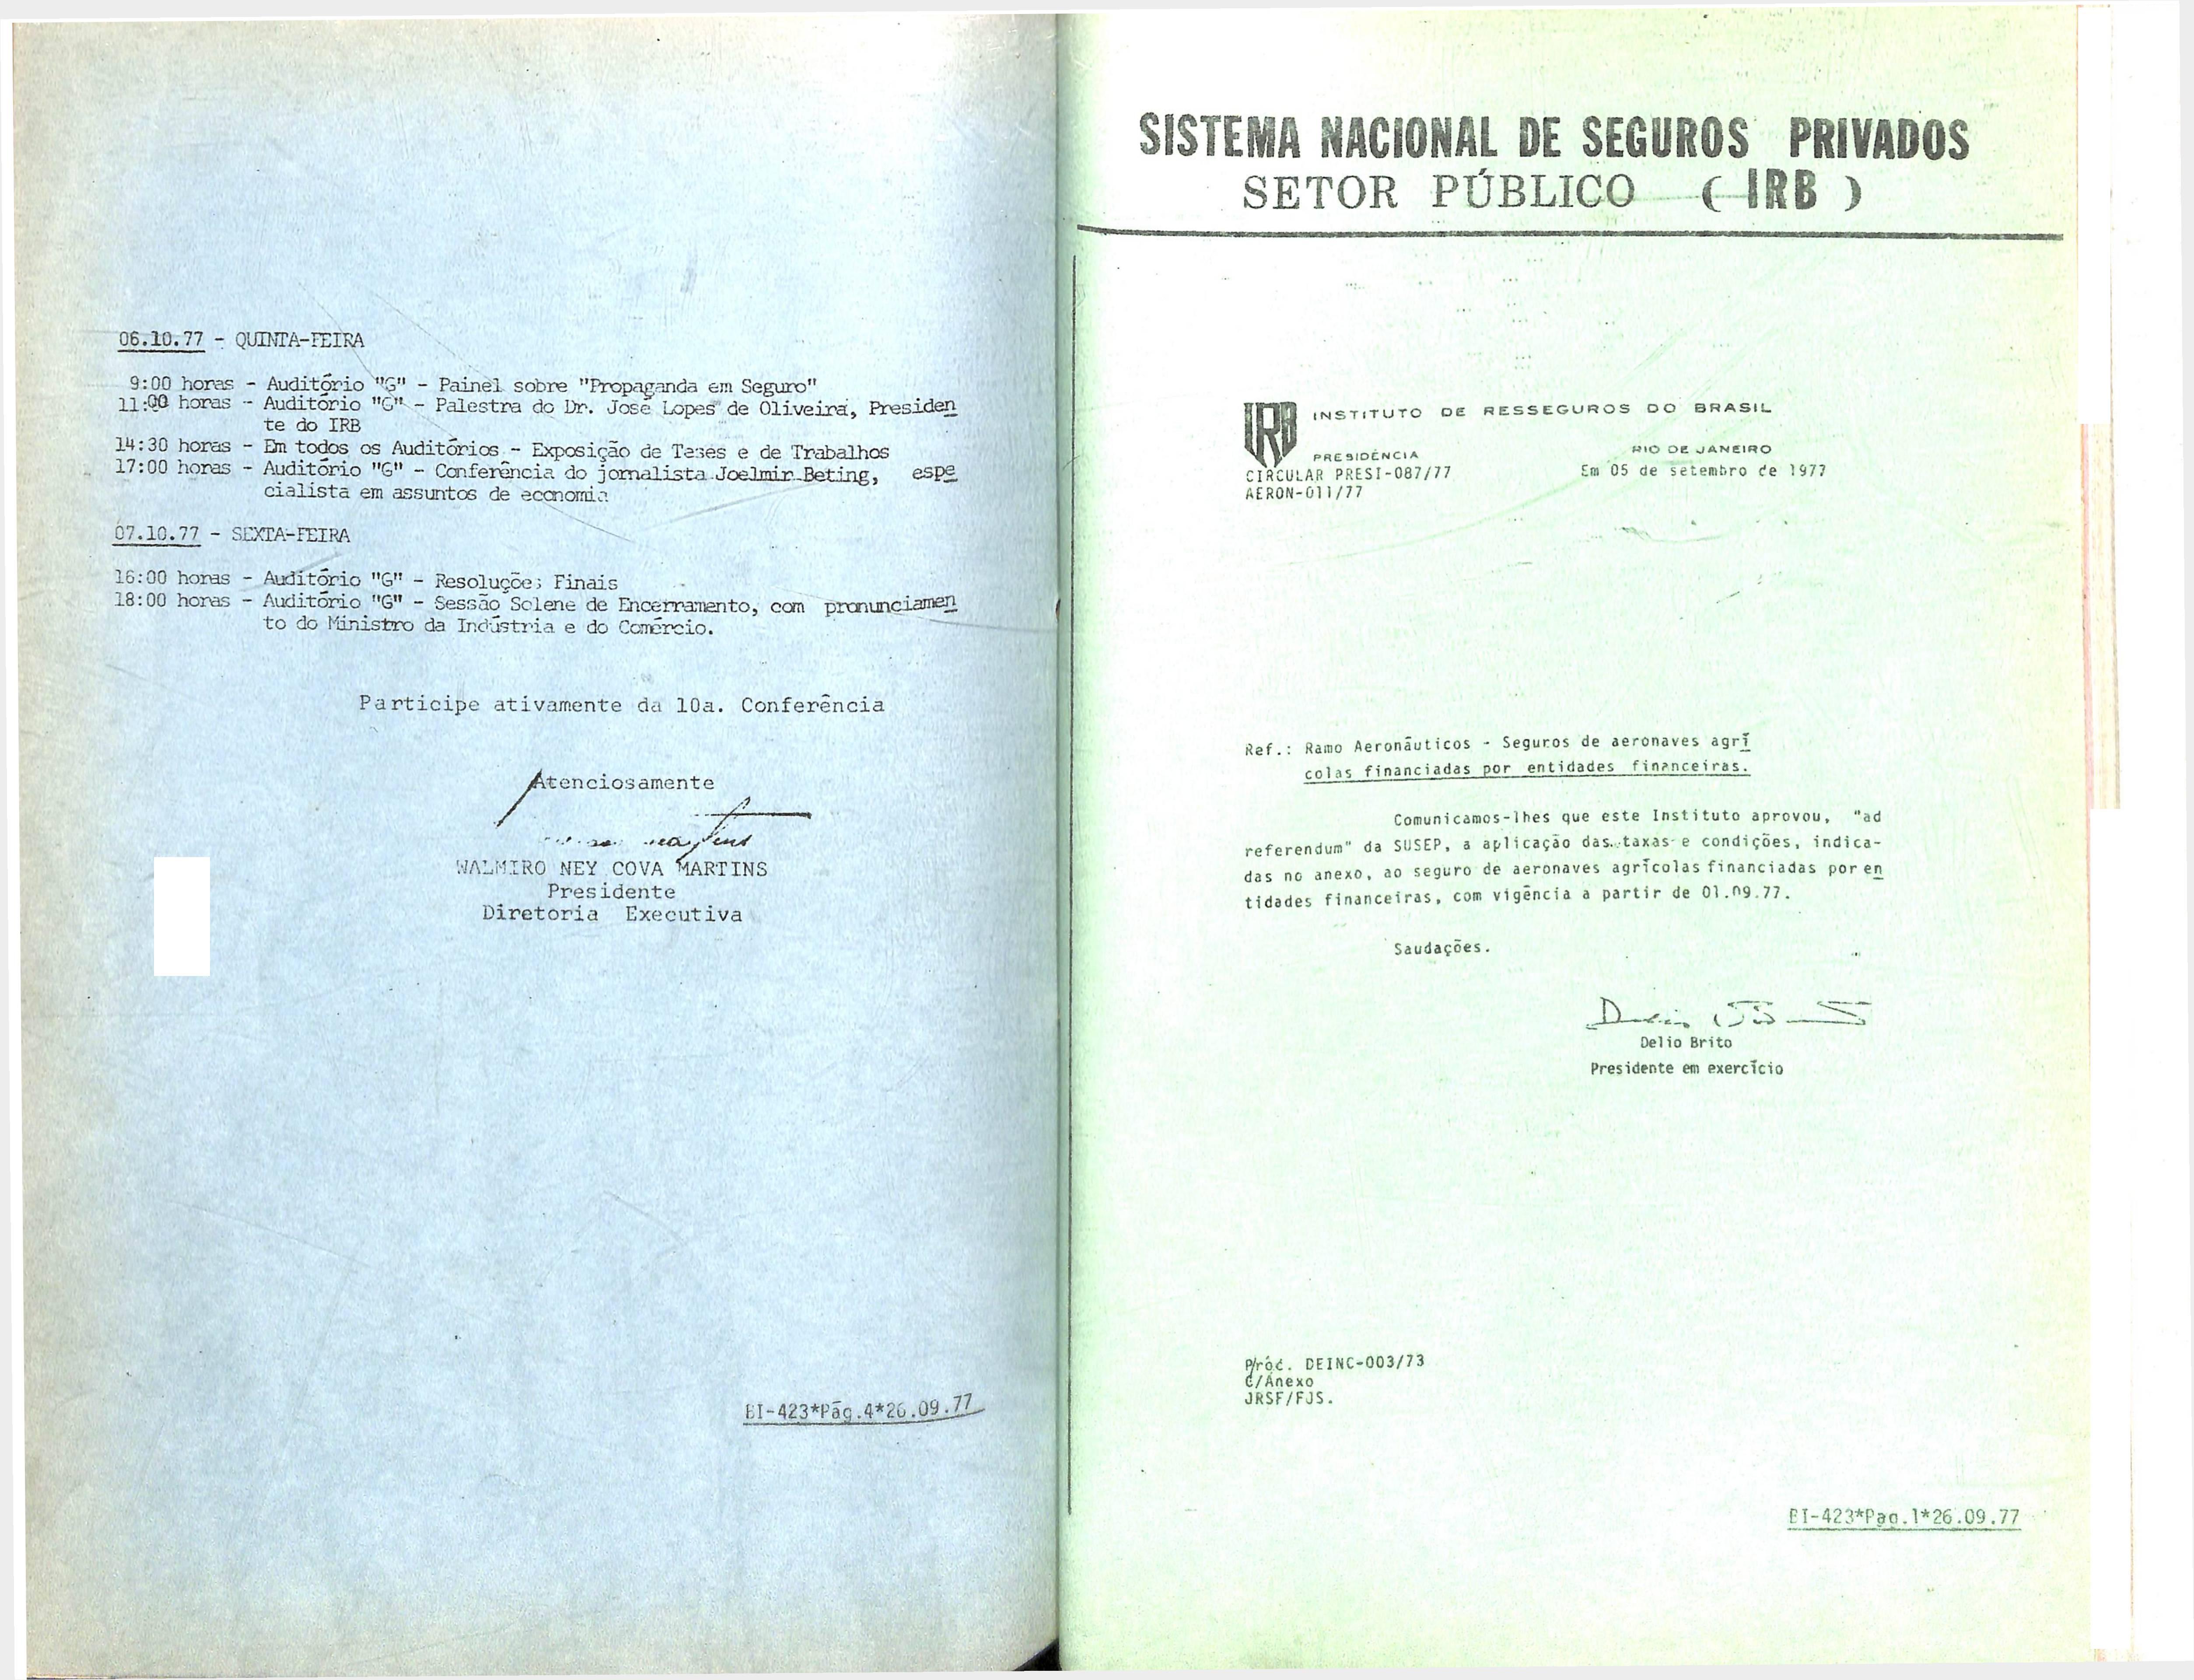 06.10.77 - QUINTA-FEIRA
9:00 horas - Auditório "G" - Painel sobre "Propaganda em Seguro"
11:00 horas - Auditório "G" - Palestra do Dr. José Lopes de Oliveira, Presiden
te do IRB
14:30 horas - Em todos os Auditórios - Exposição de Teses e de Trabalhos
17:00 horas - Auditório "G" - Conferência do jornalista Joelmir Beting, espe
cialista em assuntos de economia
07.10.77 - SEXTA-FEIRA
16:00 horas - Auditório "G" - Resoluções Finais
18:00 horas - Auditório "G" - Sessão Solene de Encerramento, com pronunciamen
to do Ministro da Indústria e do Comércio.
Participe ativamente da 10a. Conferência
Atenciosamente
WALMIRO NEY COVA MARTINS
Presidente
Diretoria Executiva
BI-423*Pág.4*26.09.77
SISTEMA NACIONAL DE SEGUROS PRIVADOS
SETOR PÚBLICO (IRB)
IRB INSTITUTO DE RESSEGUROS DO BRASIL
PRESIDÊNCIA RIO DE JANEIRO
CIRCULAR PRESI-087/77 Em 05 de setembro de 1977
AERON-011/77
Ref.: Ramo Aeronáuticos - Seguros de aeronaves agrí
colas financiadas por entidades financeiras.
Comunicamos-lhes que este Instituto aprovou, "ad
referendum" da SUSEP, a aplicação das taxas e condições, indica-
das no anexo, ao seguro de aeronaves agrícolas financiadas por en
tidades financeiras, com vigência a partir de 01.09.77.
Saudações.
Delio Brito
Presidente em exercício
Próc. DEINC-003/73
C/Anexo
JRSF/FJS.
BI-423*Pag.1*26.09.77